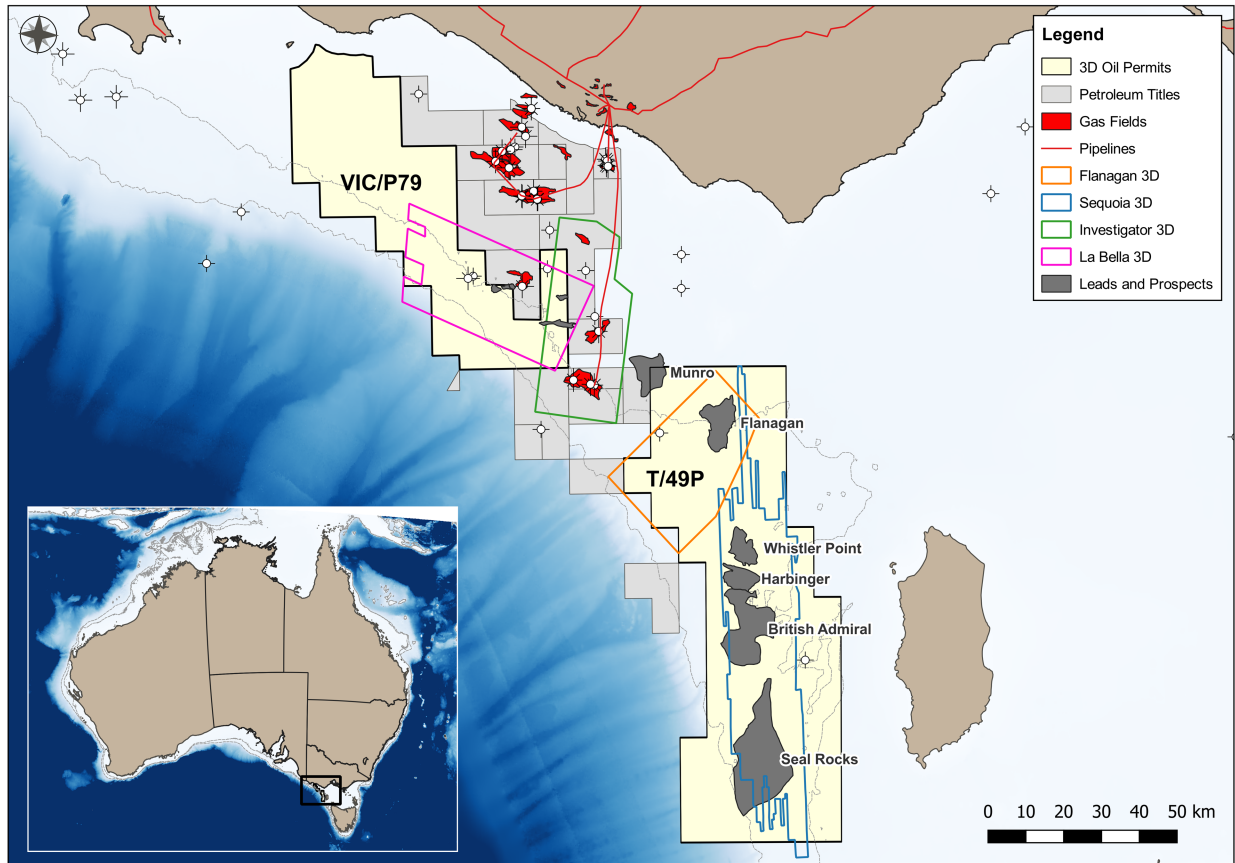 Legend
3D Oil Permits
Petroleum Titles
Gas Fields
Pipelines
Flanagan 3D
Sequoia 3D
Investigator 3D
La Bella 3D
Leads and Prospects
VIC/P79
Munro
Flanagan
T/49P
Whistler Point
Harbinger
British Admiral
Seal Rocks
0 10 20 30 40 50 km